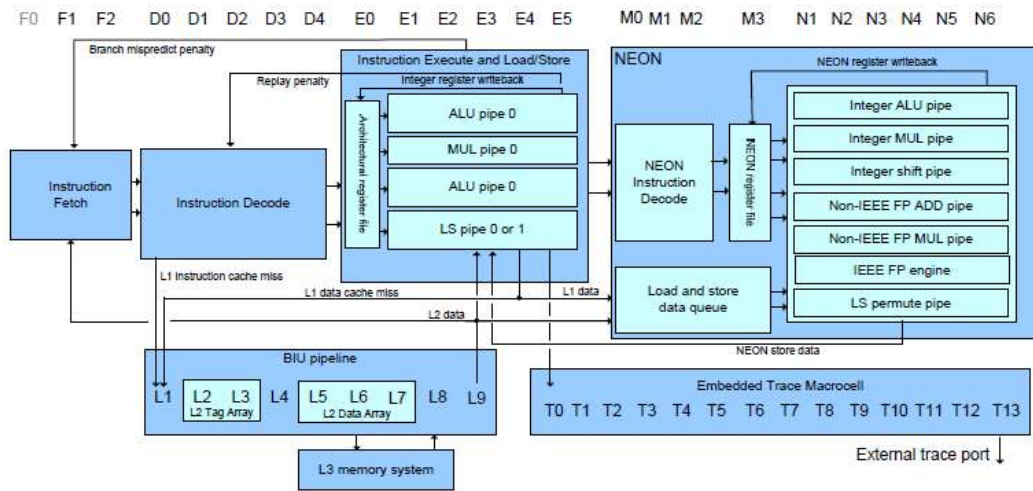 F0 F1 F2 D0 D1 D2 D3 D4 E0 E1 E2 E3 E4 E5 M0 M1 M2 M3 N1 N2 N3 N4 N5 N6
Branch mispredict penalty
Instruction Execute and Load/Store
NEON
Replay penalty
Integer register writeback
NEON register writeback
Architectural register file
ALU pipe 0
MUL pipe 0
ALU pipe 0
LS pipe 0 or 1
Instruction
Fetch
Instruction Decode
NEON
Instruction
Decode
NEON register file
Integer ALU pipe
Integer MUL pipe
Integer shift pipe
Non-IEEE FP ADD pipe
Non-IEEE FP MUL pipe
IEEE FP engine
LS permute pipe
L1 Instruction cache miss
L1 data cache miss
L1 data
Load and store
data queue
L2 data
NEON store data
BIU pipeline
L1 L2 L3 L4 L5 L6 L7 L8 L9
L2 Tag Array
L2 Data Array
Embedded Trace Macrocell
T0 T1 T2 T3 T4 T5 T6 T7 T8 T9 T10 T11 T12 T13
L3 memory system
External trace port